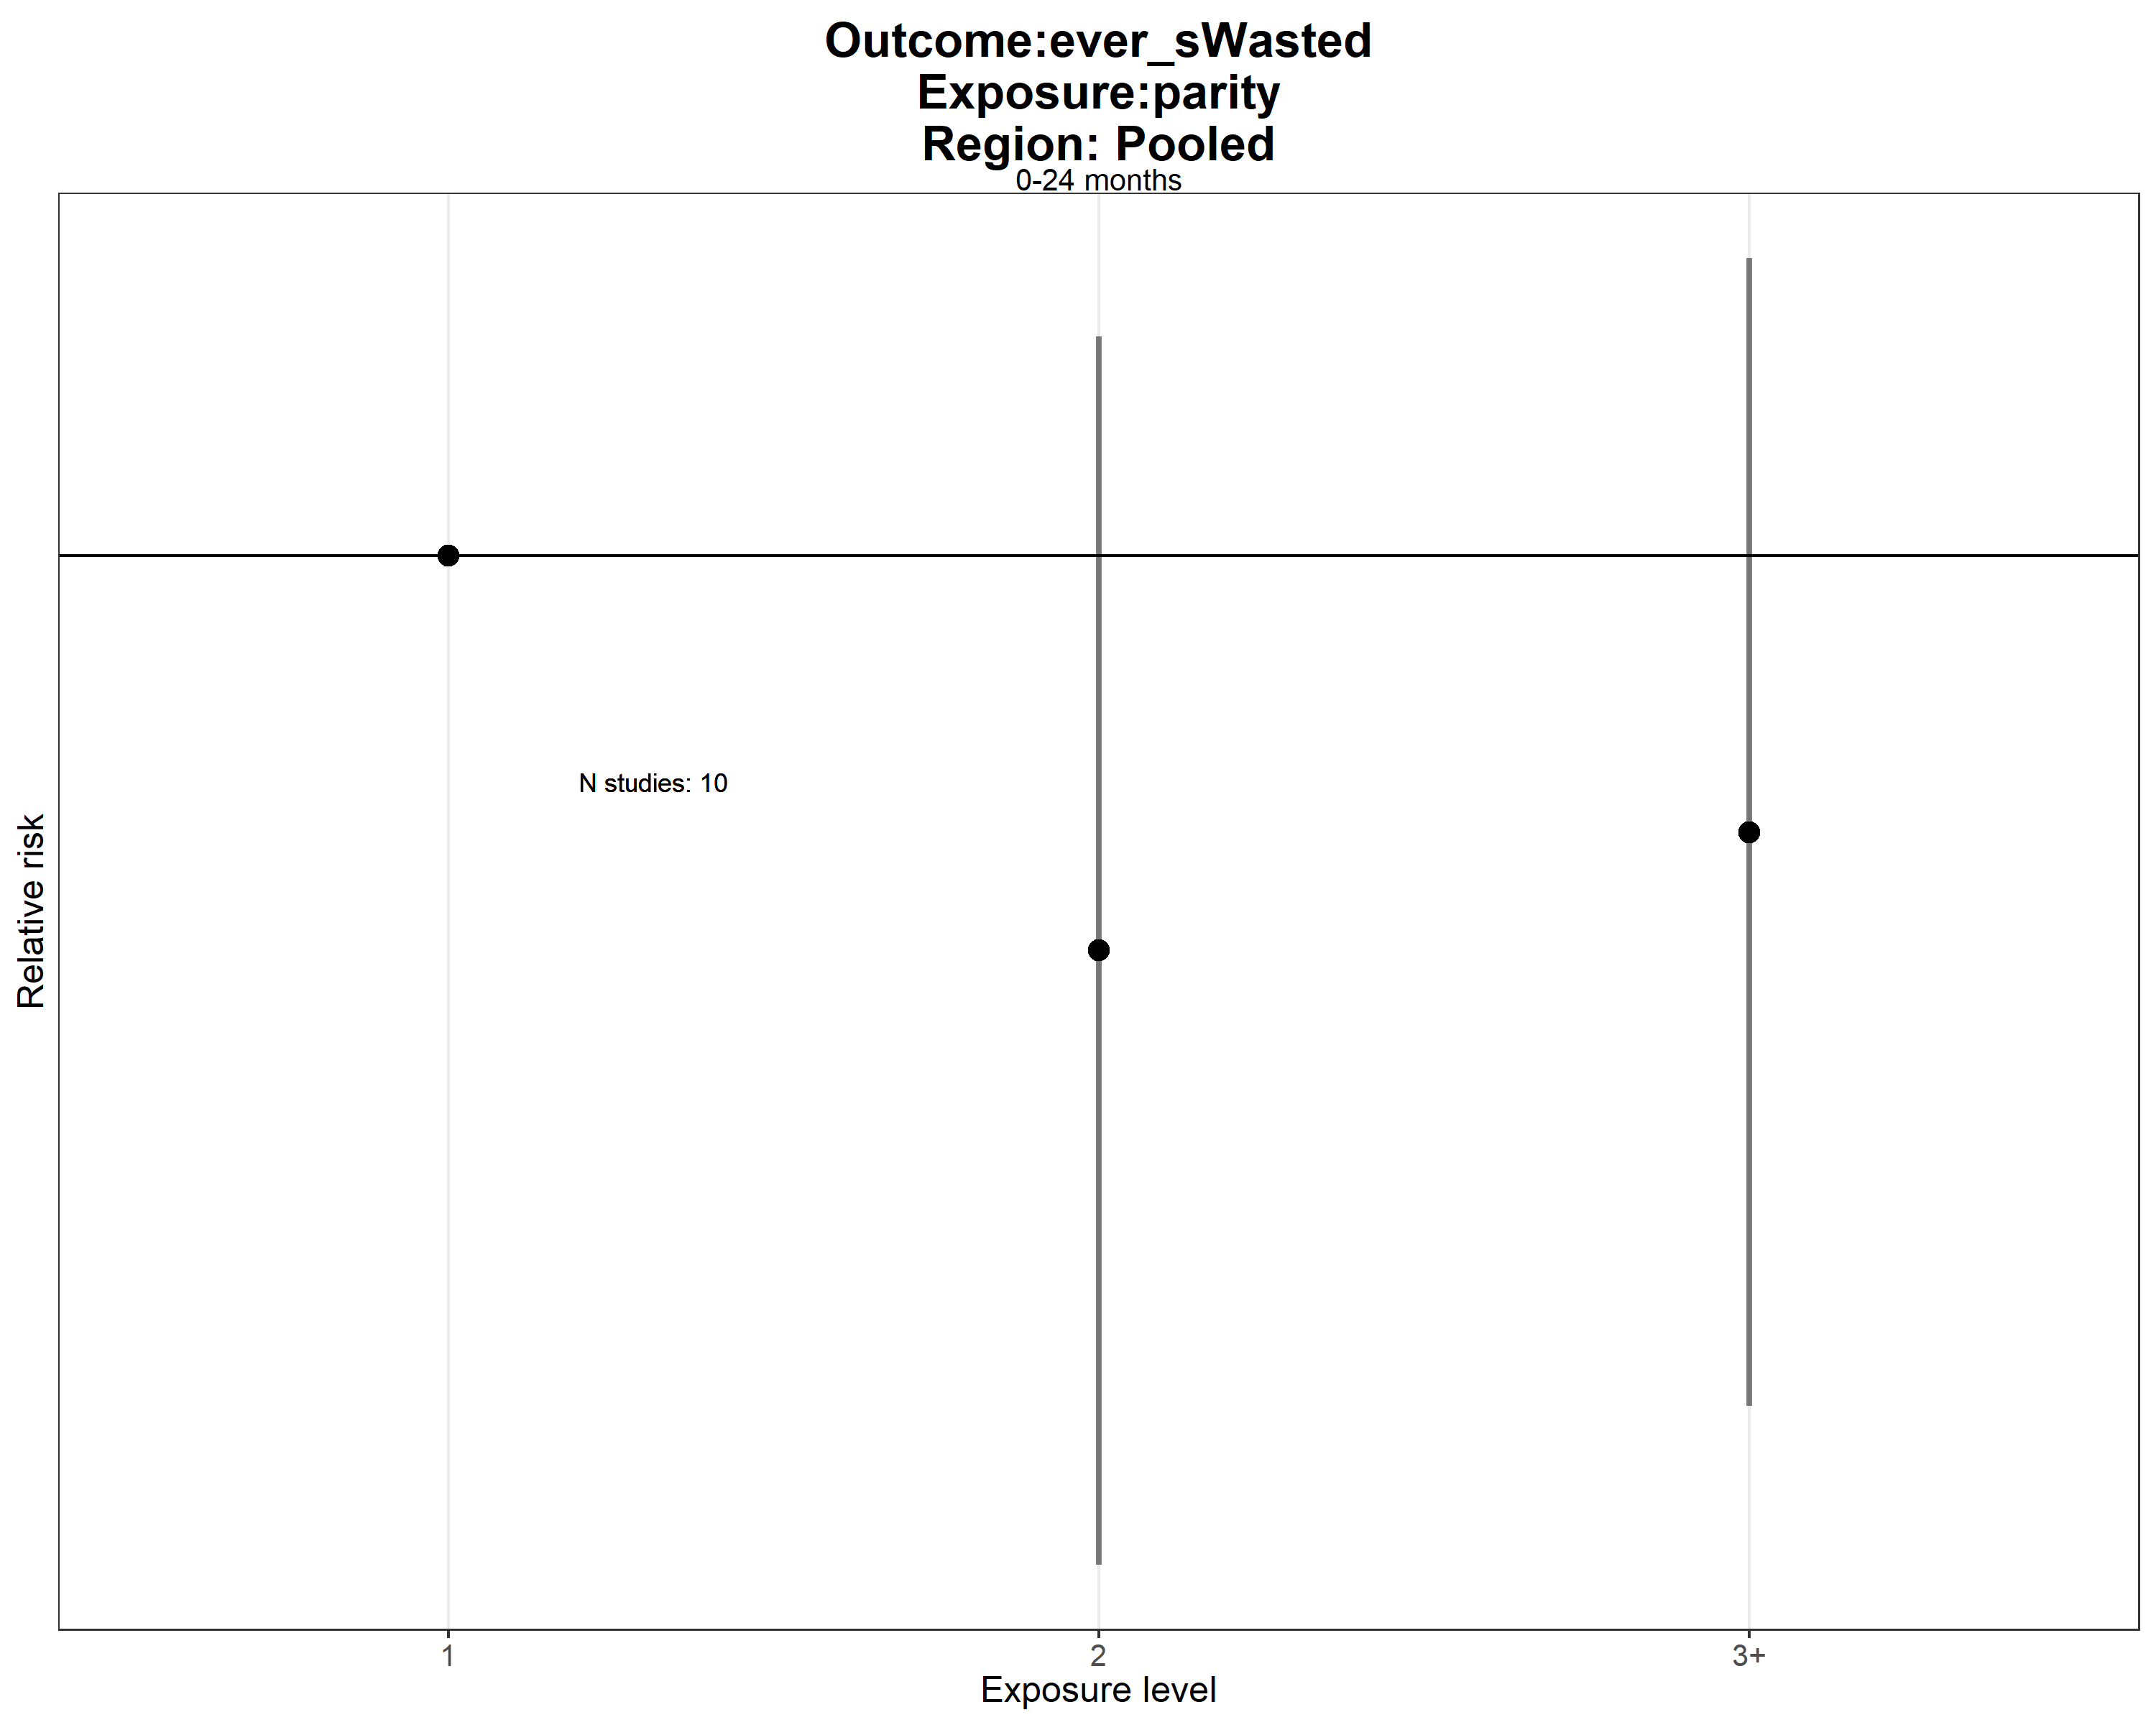 Outcome:ever_sWasted
Exposure:parity
Region: Pooled
0-24 months
N studies: 10
Relative risk
1
2
3+
Exposure level